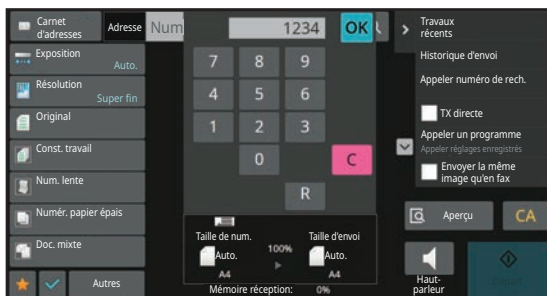 Carnet
d'adresses
Adresse
Num
1234
OK
Travaux
récents
Exposition
Auto.
Historique d'envoi
Résolution
Super fin
Appeler numéro de rech.
Original
TX directe
Const. travail
Appeler un programme
Appeler réglages enregistrés
Num. lente
Envoyer la même
image qu'en fax
Numér. papier
épais
Doc. mixte
Autres
7
8
9
4
5
6
1
2
3
0
C
R
Taille de num.
Taille d'envoi
100%
Auto.
Auto.
A4
A4
Mémoire réception:
0%
Aperçu
CA
Haut-
parleur